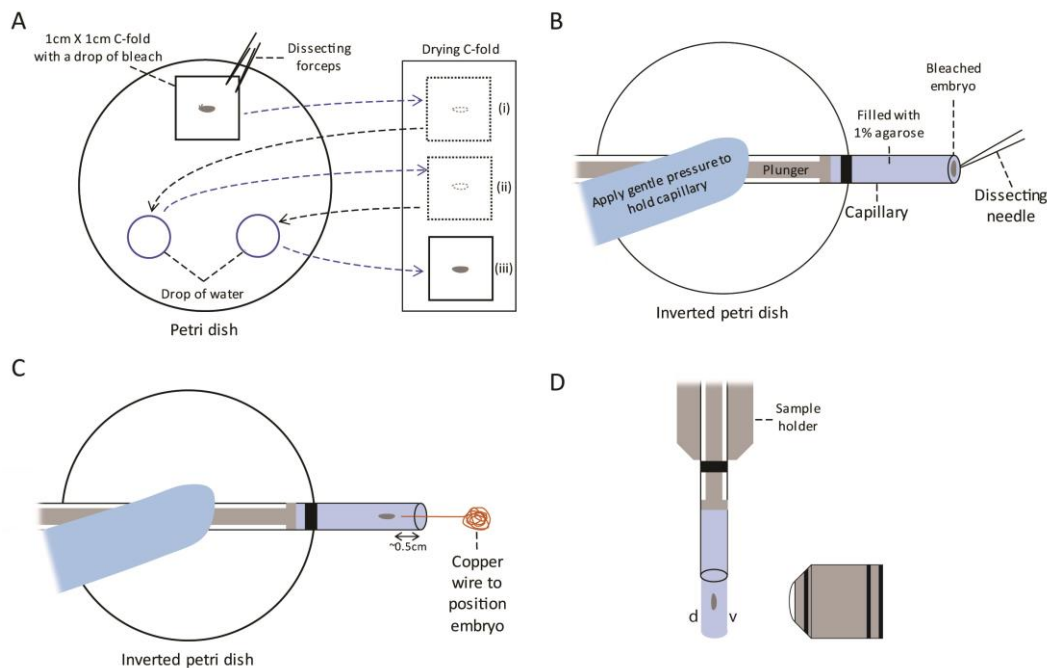 A
1cm X 1cm C-fold
with a drop of bleach
Dissecting
forceps
Drying C-fold
(i)
(ii)
(iii)
Drop of water
Petri dish
B
Bleached
embryo
Filled with
1% agarose
Plunger
Apply gentle pressure to
hold capillary
Capillary
Dissecting
needle
Inverted petri dish
C
~0.5cm
Copper
wire to
position
embryo
Inverted petri dish
D
Sample
holder
d
v